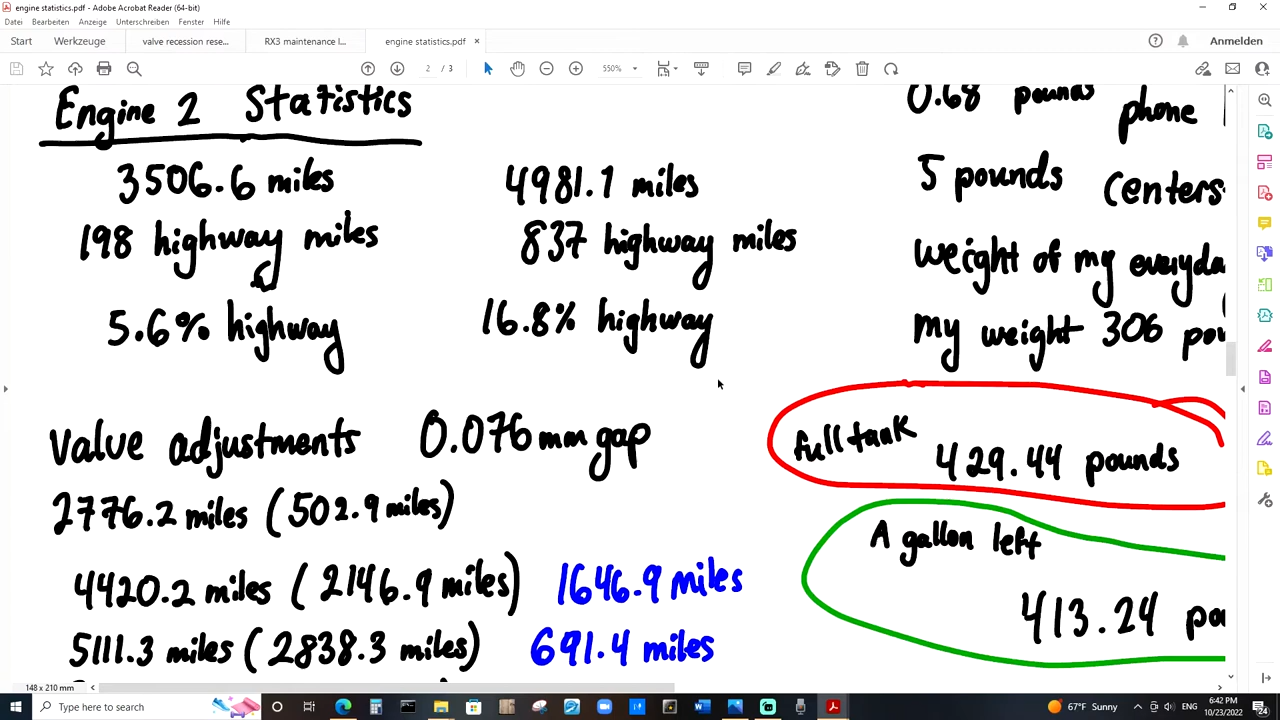 engine statistics.pdf - Adobe Acrobat Reader (64-bit)
Datei Bearbeiten Anzeige Unterschreiben Fenster Hilfe
Start Werkzeuge valve recession rese... RX3 maintenance l... engine statistics.pdf × Anmelden
2 / 3 550%
Engine 2 Statistics
3506.6 miles 4981.1 miles
198 highway miles 837 highway miles
5.6% highway 16.8% highway
Valve adjustments 0.076mm gap
2776.2 miles (502.9 miles)
4420.2 miles (2146.9 miles) 1646.9 miles
5111.3 miles (2838.3 miles) 691.4 miles
0.68 pounds phone
5 pounds centers
weight of my everyda
my weight 306 pou
full tank 429.44 pounds
A gallon left
413.24 po
148 x 210 mm
Type here to search
67°F Sunny
6:42 PM
10/23/2022